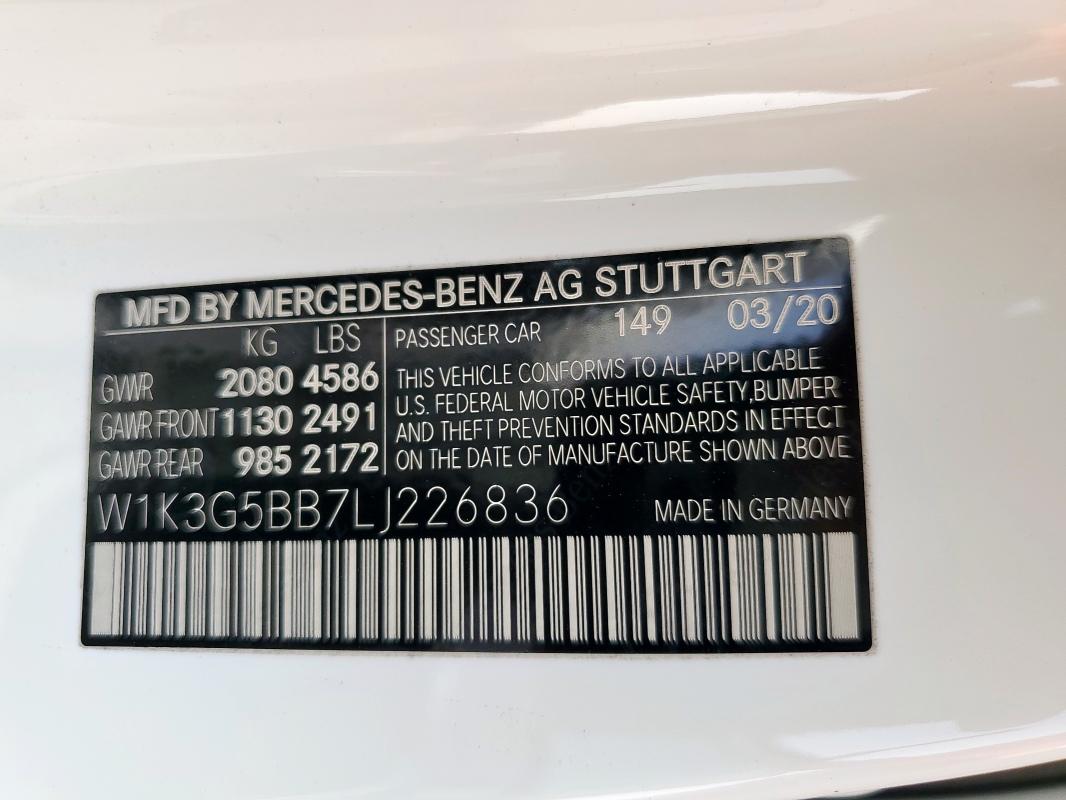 MFD BY MERCEDES-BENZ AG STUTTGART
KG LBS
GVWR 2080 4586
GAWR FRONT 1130 2491
GAWR REAR 985 2172
PASSENGER CAR 149 03/20
THIS VEHICLE CONFORMS TO ALL APPLICABLE
U.S. FEDERAL MOTOR VEHICLE SAFETY,BUMPER
AND THEFT PREVENTION STANDARDS IN EFFECT
ON THE DATE OF MANUFACTURE SHOWN ABOVE
W1K3G5BB7LJ226836
MADE IN GERMANY